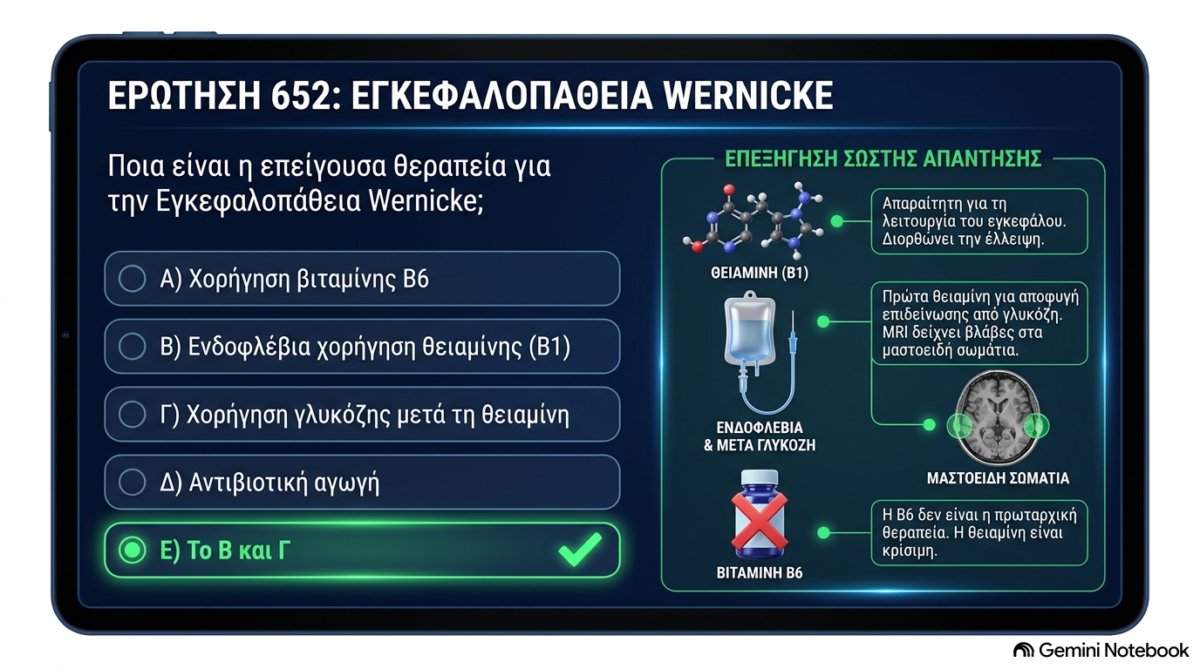 ΕΡΩΤΗΣΗ 652: ΕΓΚΕΦΑΛΟΠΑΘΕΙΑ WERNICKE
Ποια είναι η επείγουσα θεραπεία για
την Εγκεφαλοπάθεια Wernicke;
Α) Χορήγηση βιταμίνης Β6
Β) Ενδοφλέβια χορήγηση θειαμίνης (Β1)
Γ) Χορήγηση γλυκόζης μετά τη θειαμίνη
Δ) Αντιβιοτική αγωγή
Ε) Το Β και Γ
ΕΠΕΞΗΓΗΣΗ ΣΩΣΤΗΣ ΑΠΑΝΤΗΣΗΣ
Απαραίτητη για τη
λειτουργία του εγκεφάλου.
Διορθώνει την έλλειψη.
ΘΕΙΑΜΙΝΗ (Β1)
Πρώτα θειαμίνη για αποφυγή
επιδείνωσης από γλυκόζη.
MRI δείχνει βλάβες στα
μαστοειδή σωμάτια.
ΕΝΔΟΦΛΕΒΙΑ
& ΜΕΤΑ ΓΛΥΚΟΖΗ
ΜΑΣΤΟΕΙΔΗ ΣΩΜΑΤΙΑ
Η Β6 δεν είναι η πρωταρχική
θεραπεία. Η θειαμίνη είναι
κρίσιμη.
ΒΙΤΑΜΙΝΗ Β6
Gemini Notebook